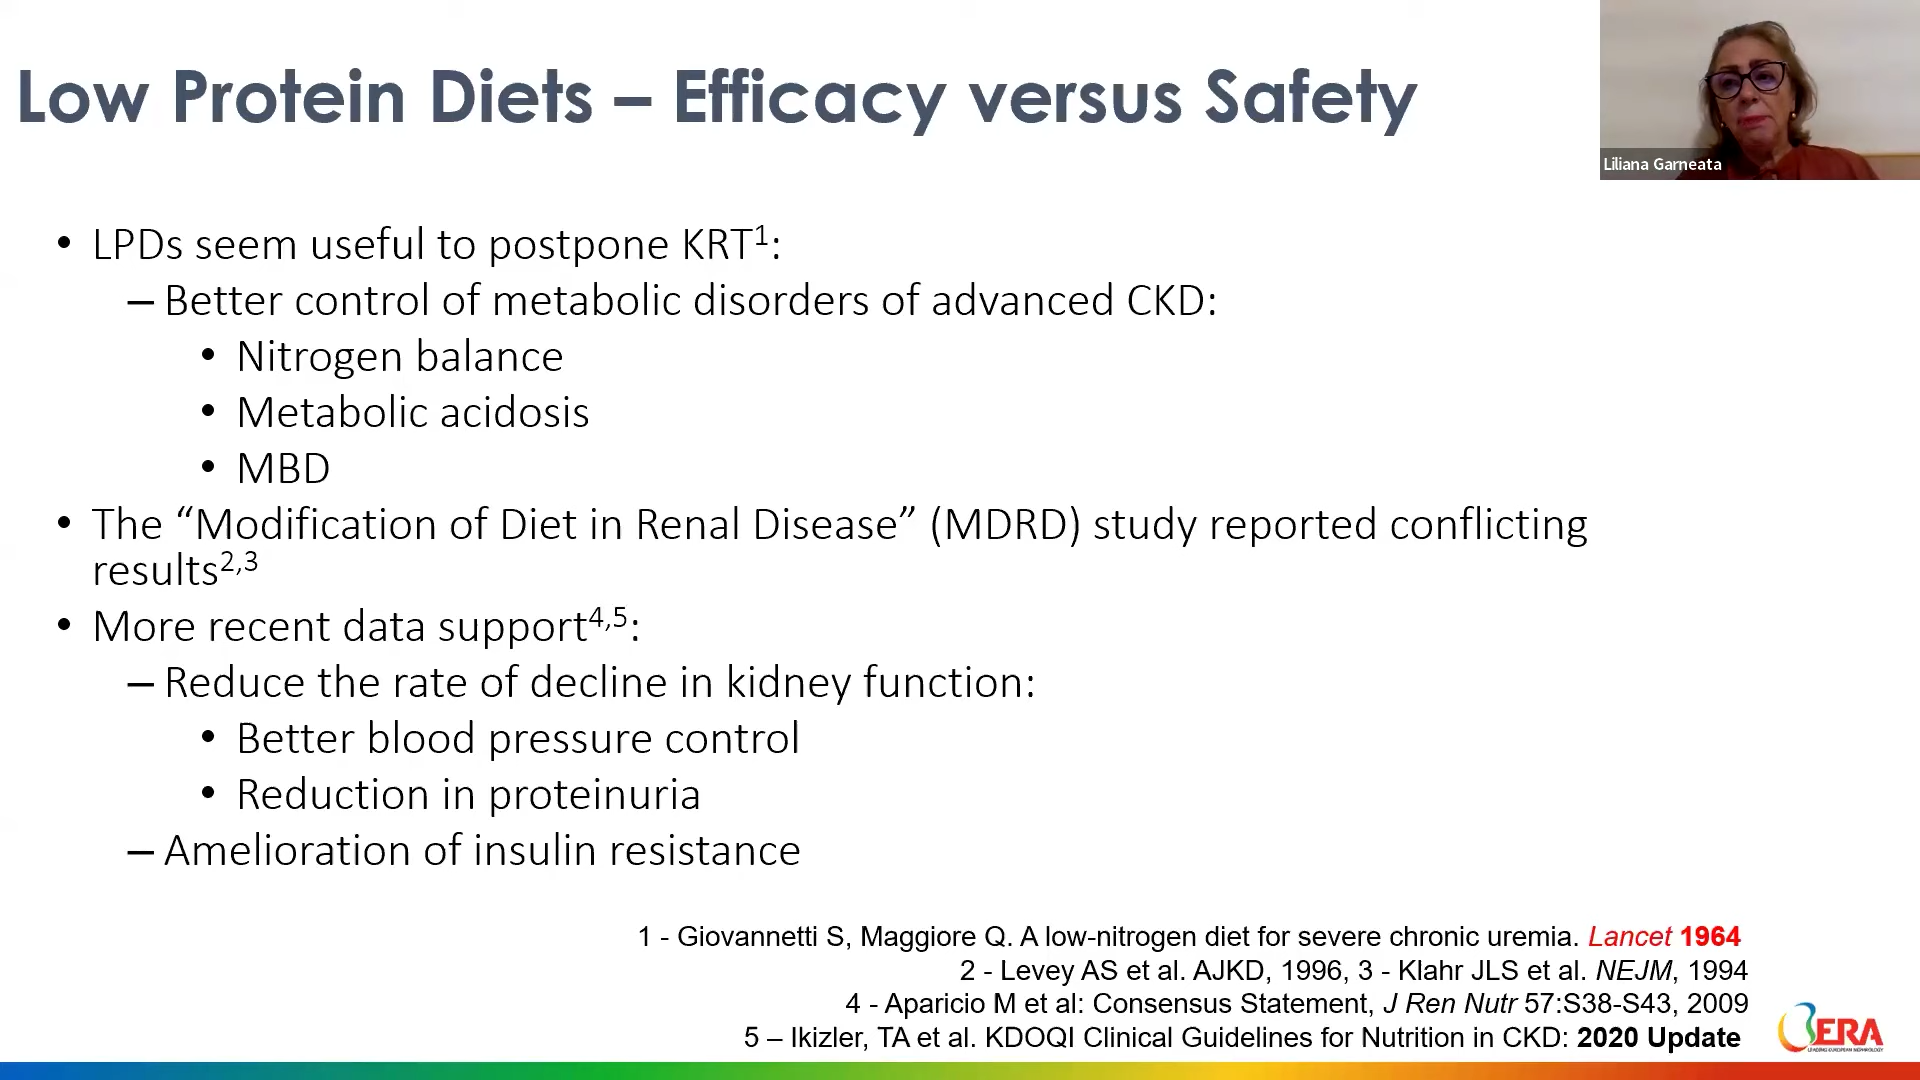 Low Protein Diets – Efficacy versus Safety
Liliana Garneata
• LPDs seem useful to postpone KRT1:
– Better control of metabolic disorders of advanced CKD:
• Nitrogen balance
• Metabolic acidosis
• MBD
• The “Modification of Diet in Renal Disease” (MDRD) study reported conflicting
results2,3
• More recent data support4,5:
– Reduce the rate of decline in kidney function:
• Better blood pressure control
• Reduction in proteinuria
– Amelioration of insulin resistance
1 - Giovannetti S, Maggiore Q. A low-nitrogen diet for severe chronic uremia. Lancet 1964
2 - Levey AS et al. AJKD, 1996, 3 - Klahr JLS et al. NEJM, 1994
4 - Aparicio M et al: Consensus Statement, J Ren Nutr 57:S38-S43, 2009
5 – Ikizler, TA et al. KDOQI Clinical Guidelines for Nutrition in CKD: 2020 Update
ERA
LEADING EUROPEAN NEPHROLOGY